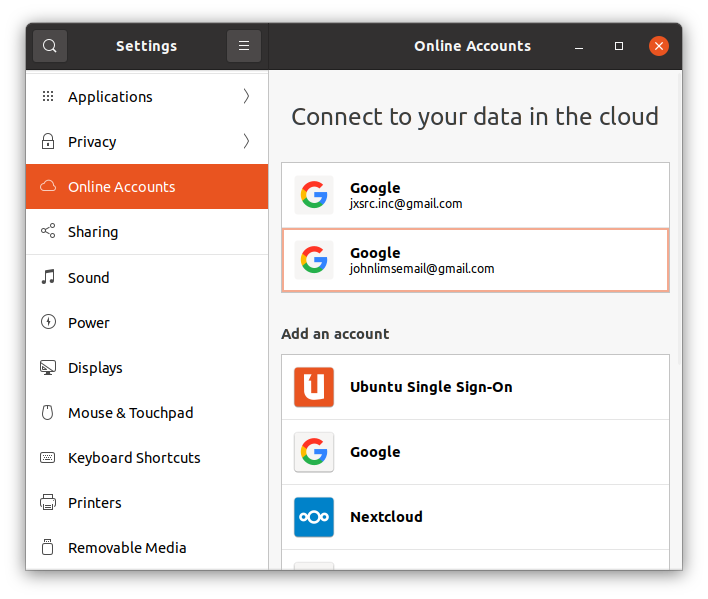 Settings
Online Accounts
Applications
Privacy
Online Accounts
Sharing
Sound
Power
Displays
Mouse & Touchpad
Keyboard Shortcuts
Printers
Removable Media
Connect to your data in the cloud
Google
jxsrc.inc@gmail.com
Google
johnlimsemail@gmail.com
Add an account
Ubuntu Single Sign-On
Google
Nextcloud